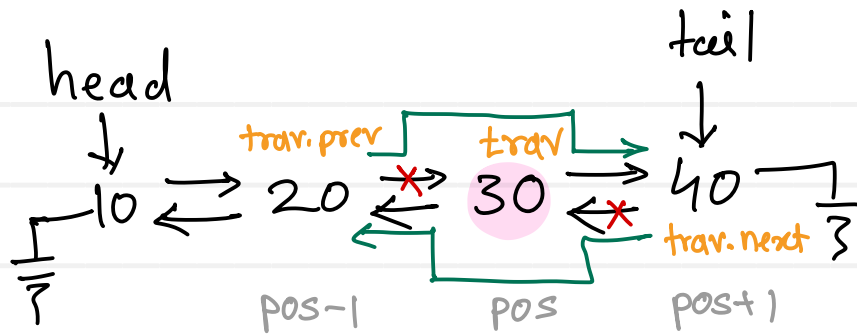 head
tail
trav.prev
trav
10
20
30
40
trav.next
pos-1
pos
pos+1